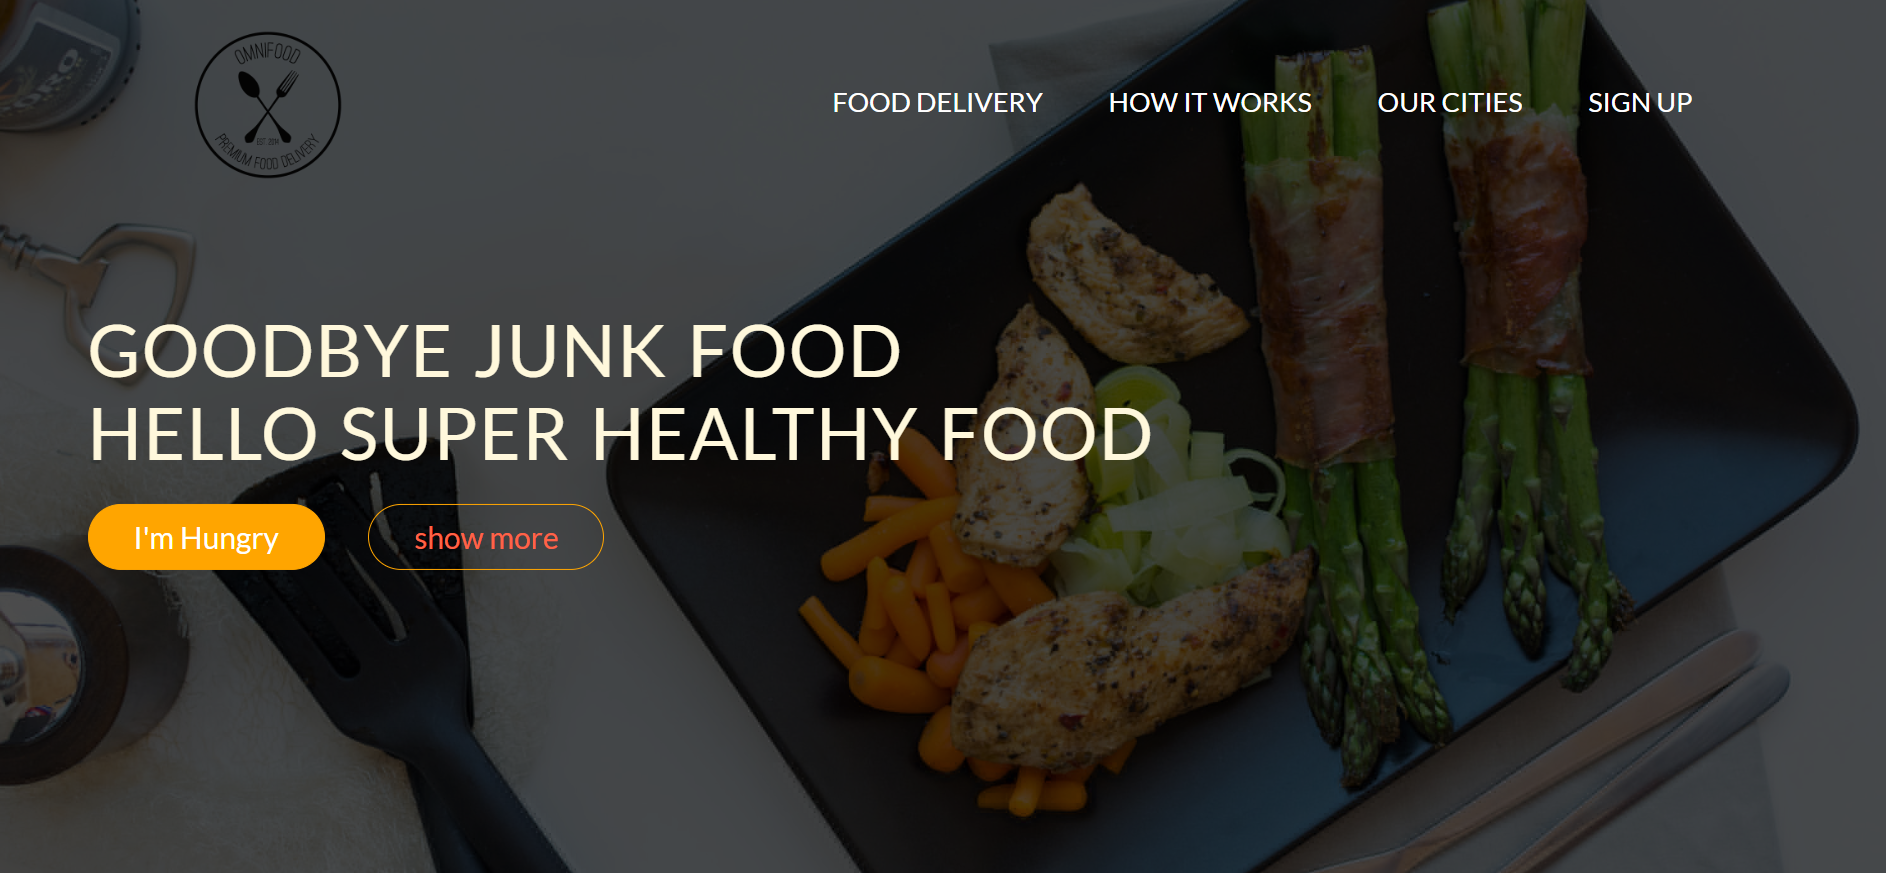 OMNIFOOD
EST 2014
PREMIUM FOOD DELIVERY
FOOD DELIVERY
HOW IT WORKS
OUR CITIES
SIGN UP
GOODBYE JUNK FOOD
HELLO SUPER HEALTHY FOOD
I'm Hungry
show more